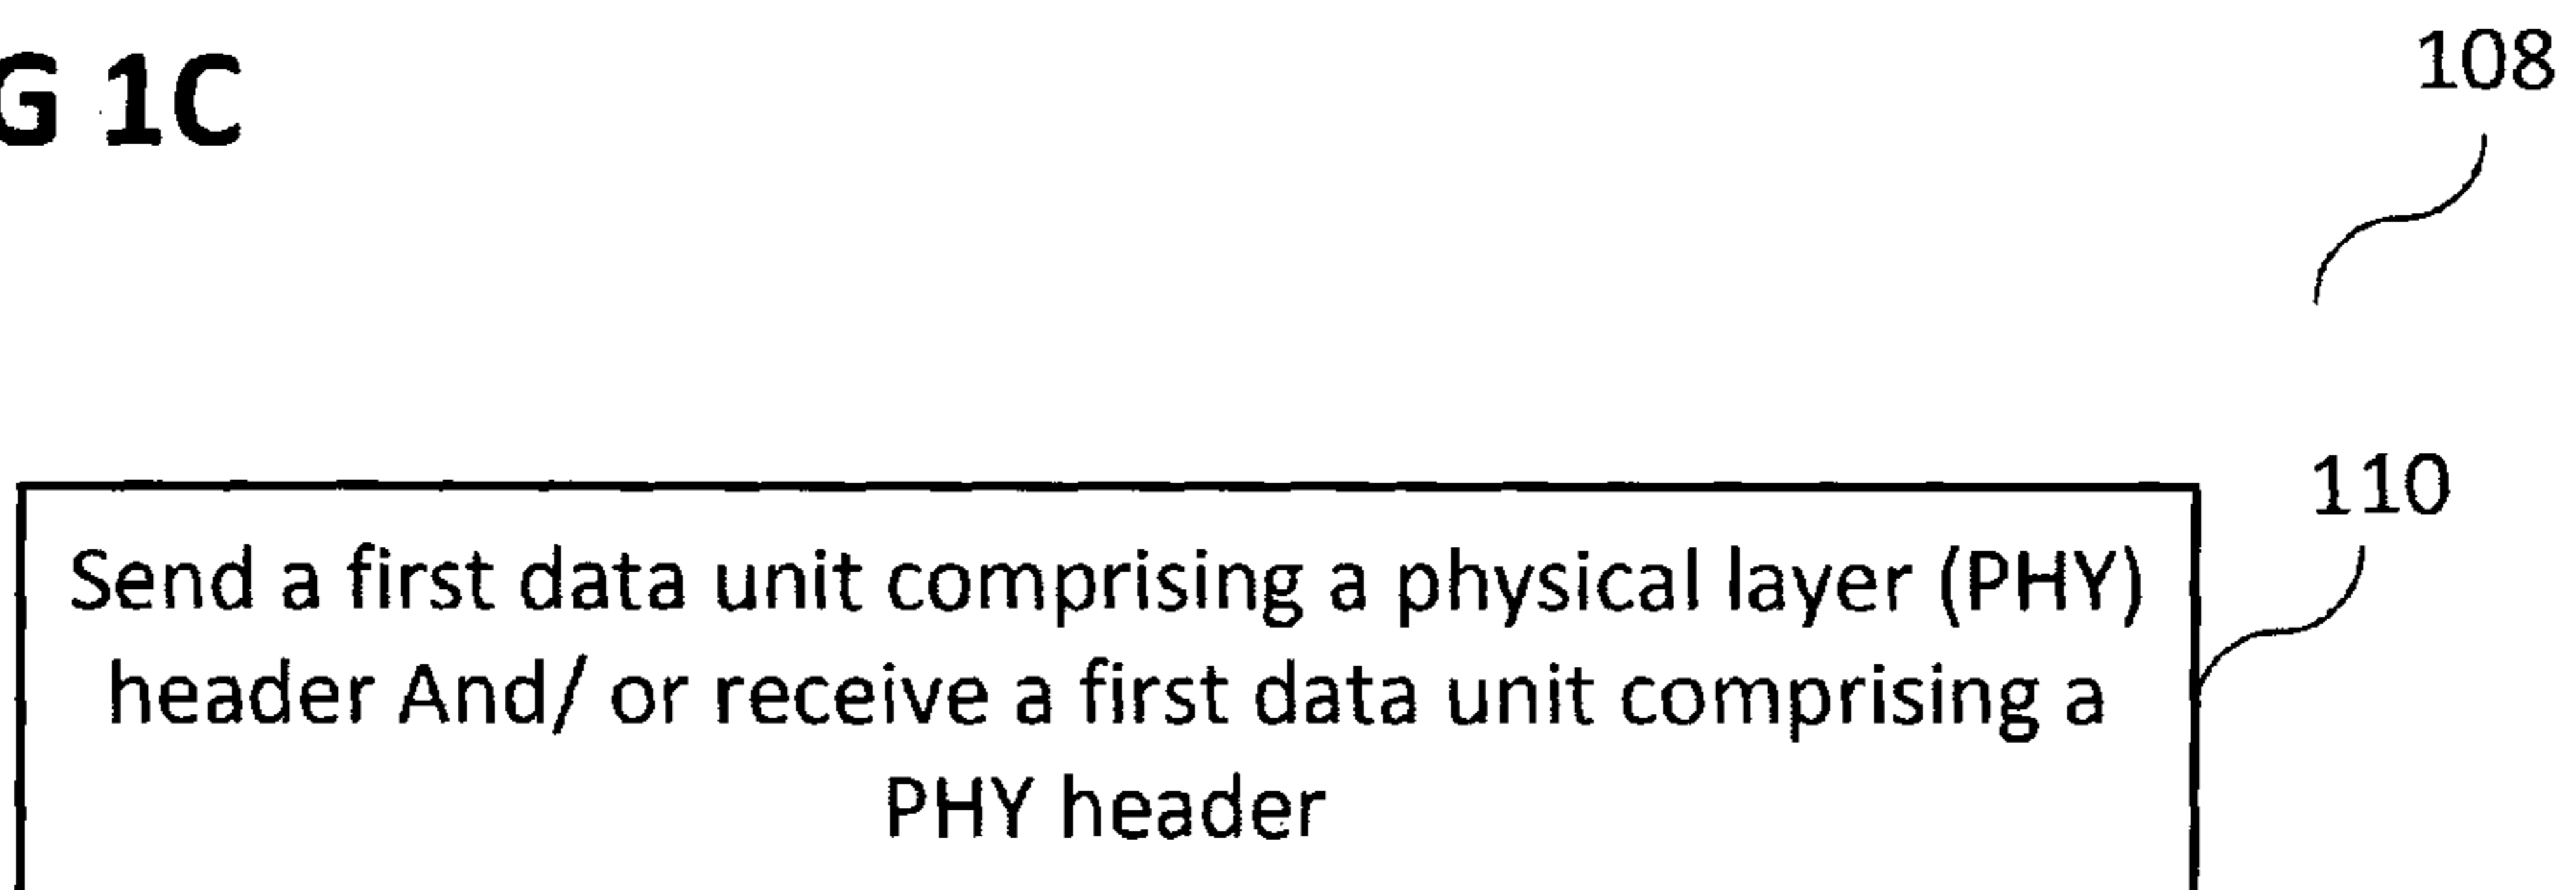 G 1C
108
110
Send a first data unit comprising a physical layer (PHY)
header And/ or receive a first data unit comprising a
PHY header